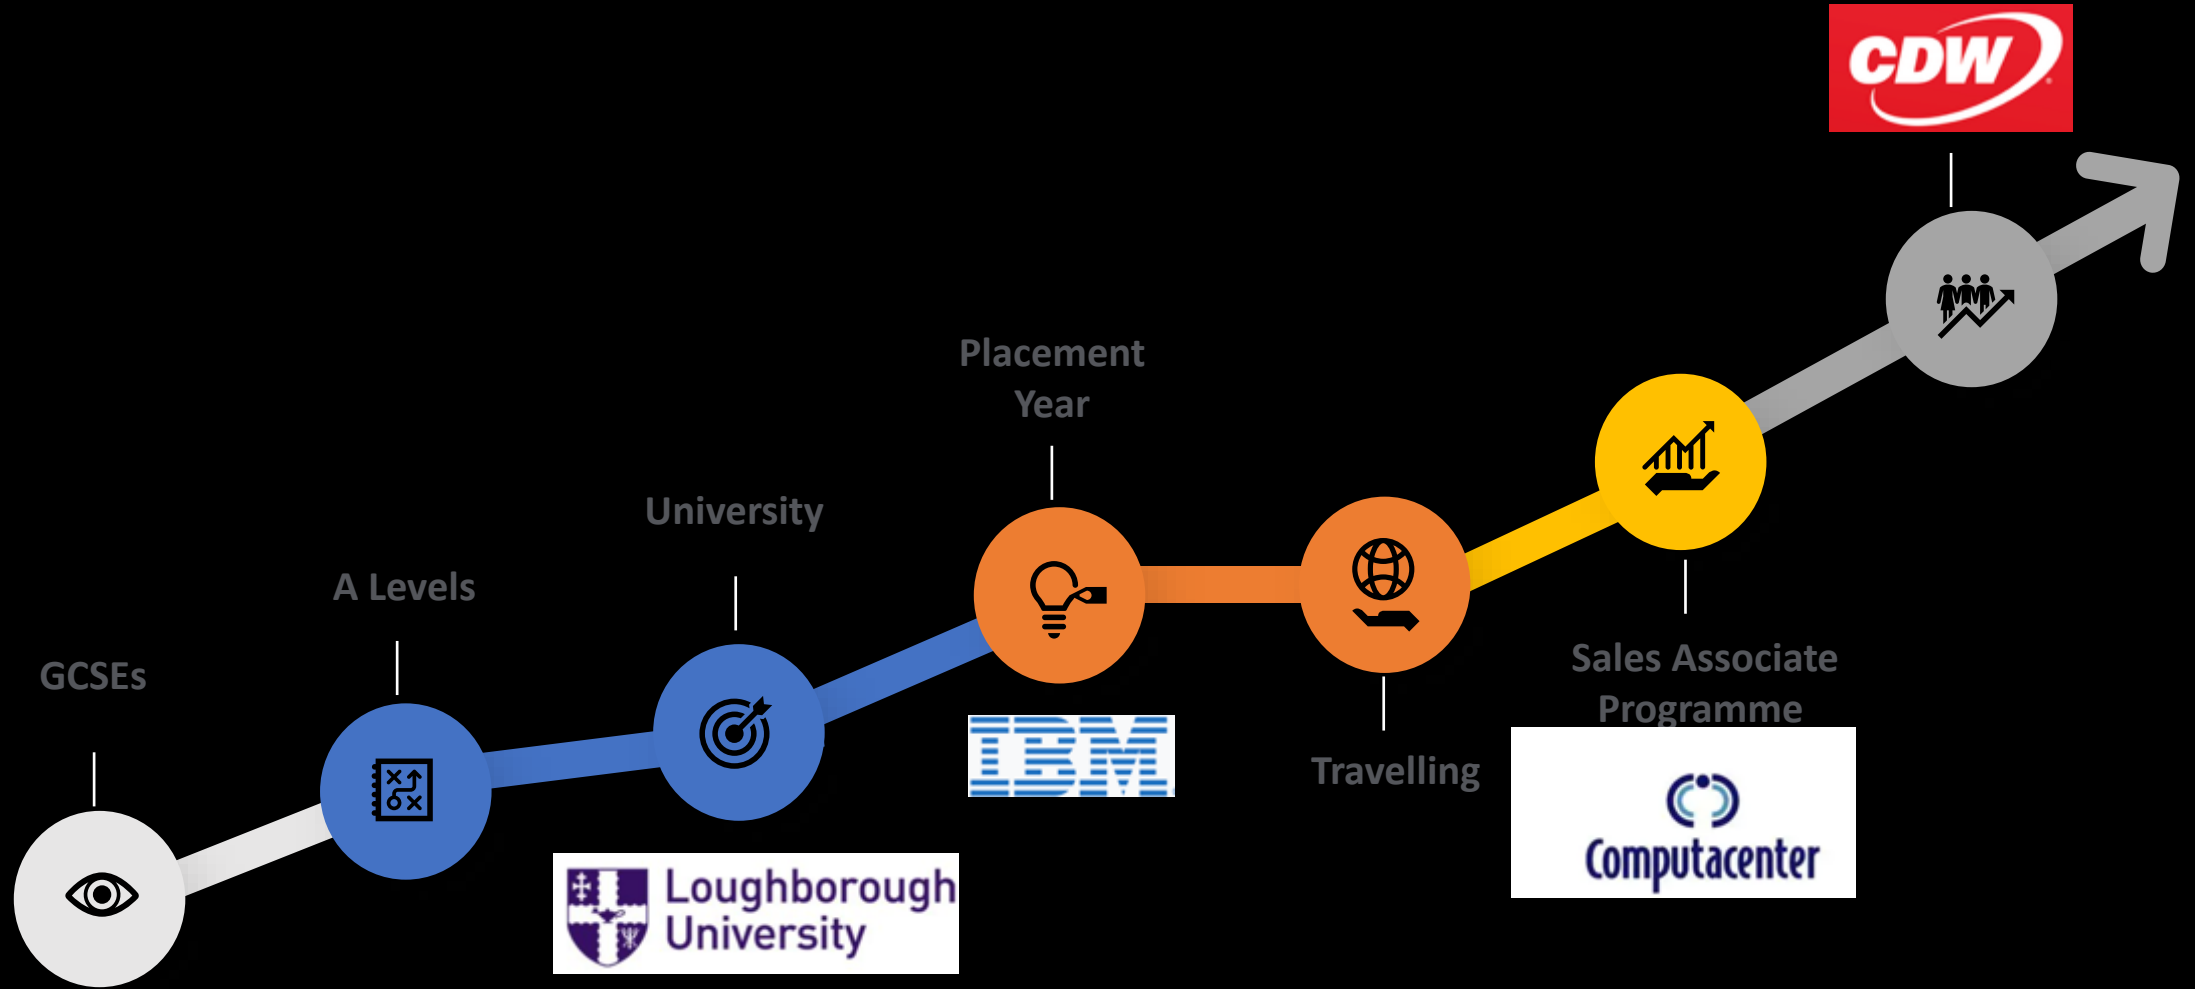 GCSEs
A Levels
University
Loughborough
University
Placement
Year
IBM
Travelling
Sales Associate
Programme
Computacenter
CDW